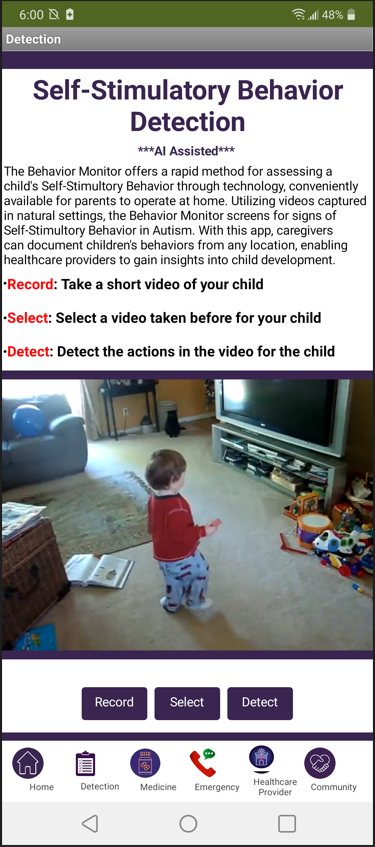 6:00 48%
Detection
Self-Stimulatory Behavior
Detection
***AI Assisted***
The Behavior Monitor offers a rapid method for assessing a
child's Self-Stimultory Behavior through technology, conveniently
available for parents to operate at home. Utilizing videos captured
in natural settings, the Behavior Monitor screens for signs of
Self-Stimultory Behavior in Autism. With this app, caregivers
can document children's behaviors from any location, enabling
healthcare providers to gain insights into child development.
·Record: Take a short video of your child
·Select: Select a video taken before for your child
·Detect: Detect the actions in the video for the child
Record Select Detect
Home Detection Medicine Emergency Healthcare Provider Community